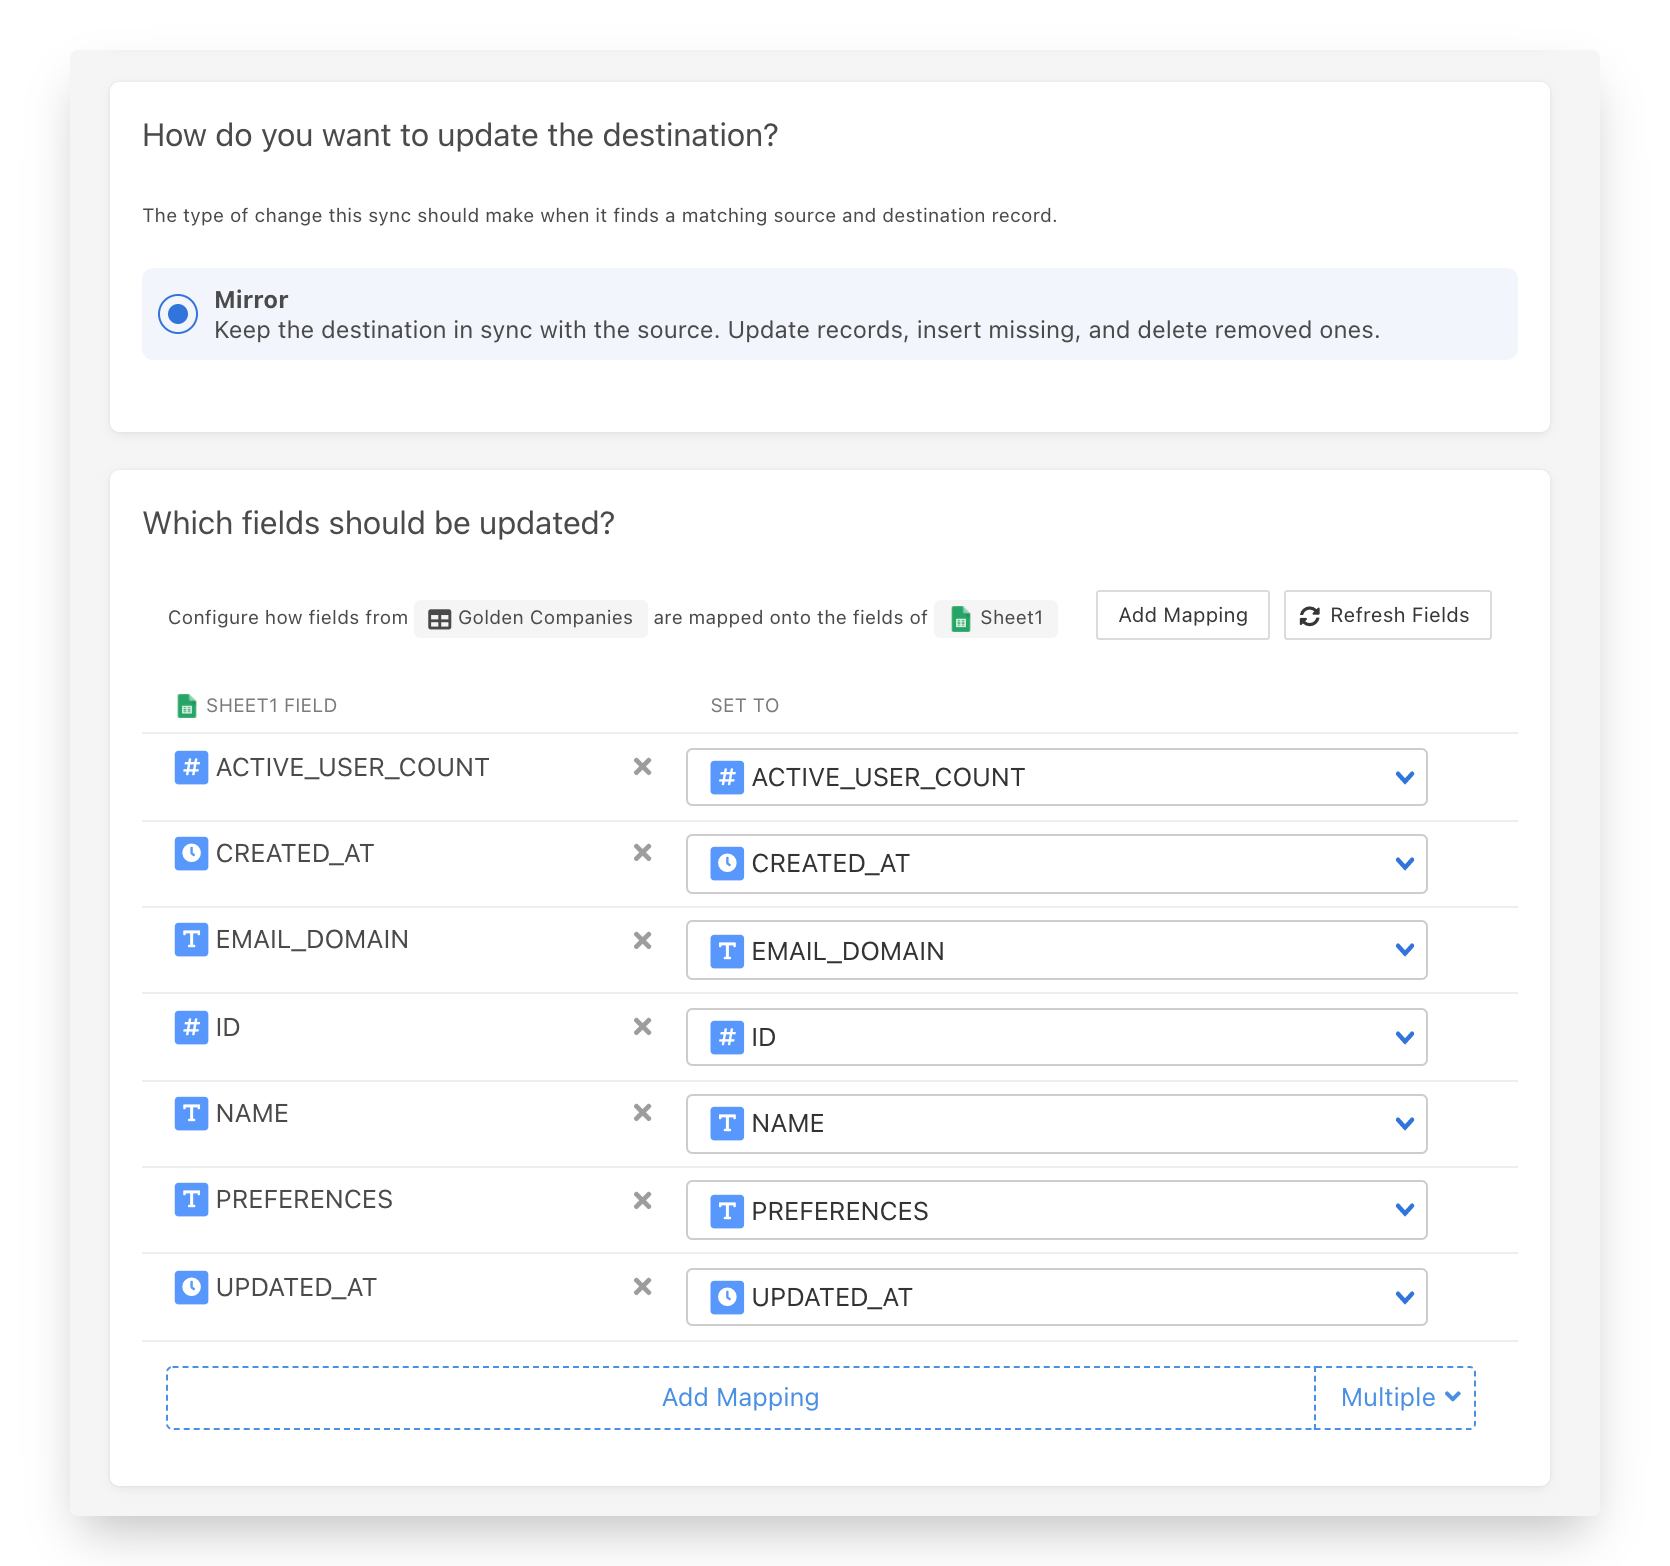 How do you want to update the destination?
The type of change this sync should make when it finds a matching source and destination record.
Mirror
Keep the destination in sync with the source. Update records, insert missing, and delete removed ones.
Which fields should be updated?
Configure how fields from Golden Companies are mapped onto the fields of Sheet1 Add Mapping Refresh Fields
SHEET1 FIELD SET TO
ACTIVE_USER_COUNT ACTIVE_USER_COUNT
CREATED_AT CREATED_AT
EMAIL_DOMAIN EMAIL_DOMAIN
ID ID
NAME NAME
PREFERENCES PREFERENCES
UPDATED_AT UPDATED_AT
Add Mapping Multiple